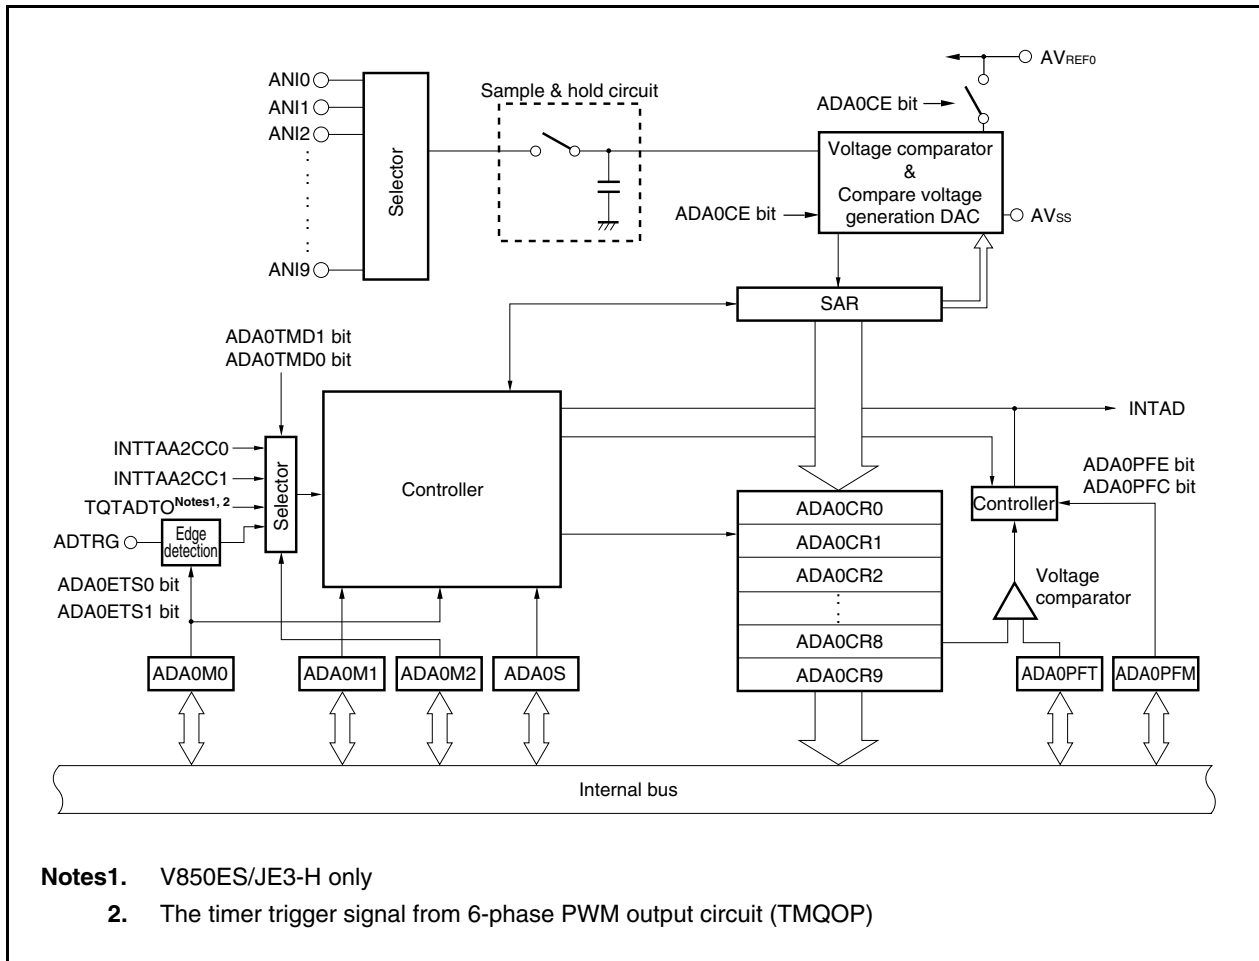 AVREF0
ANI0
ANI1
ANI2
ANI9
Selector
Sample & hold circuit
ADA0CE bit
Voltage comparator
&
Compare voltage
generation DAC
ADA0CE bit
AVSS
SAR
ADA0TMD1 bit
ADA0TMD0 bit
INTTAA2CC0
INTTAA2CC1
TQTADTO Notes1, 2
ADTRG
Edge
detection
Selector
ADA0ETS0 bit
ADA0ETS1 bit
Controller
INTAD
ADA0PFE bit
ADA0PFC bit
Controller
Voltage
comparator
ADA0CR0
ADA0CR1
ADA0CR2
ADA0CR8
ADA0CR9
ADA0M0
ADA0M1
ADA0M2
ADA0S
ADA0PFT
ADA0PFM
Internal bus
Notes1. V850ES/JE3-H only
2. The timer trigger signal from 6-phase PWM output circuit (TMQOP)